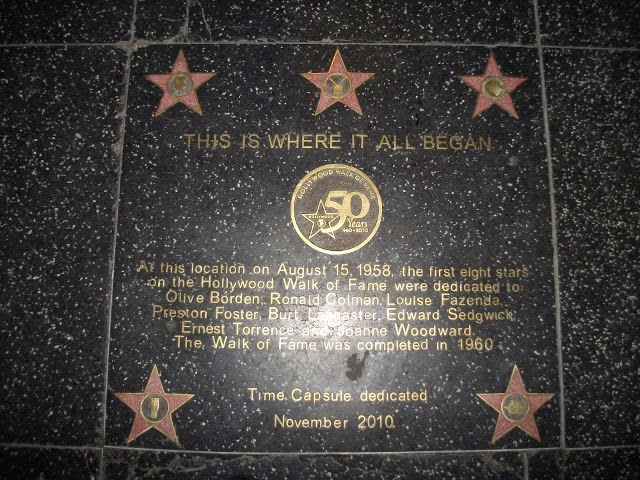 THIS IS WHERE IT ALL BEGAN
HOLLYWOOD WALK OF FAME
50
HOLLYWOOD
Years
1960-2010
At this location on August 15, 1958, the first eight stars
on the Hollywood Walk of Fame were dedicated to:
Olive Borden, Ronald Colman, Louise Fazenda,
Preston Foster, Burt Lancaster, Edward Sedgwick,
Ernest Torrence and Joanne Woodward.
The Walk of Fame was completed in 1960
Time Capsule dedicated
November 2010